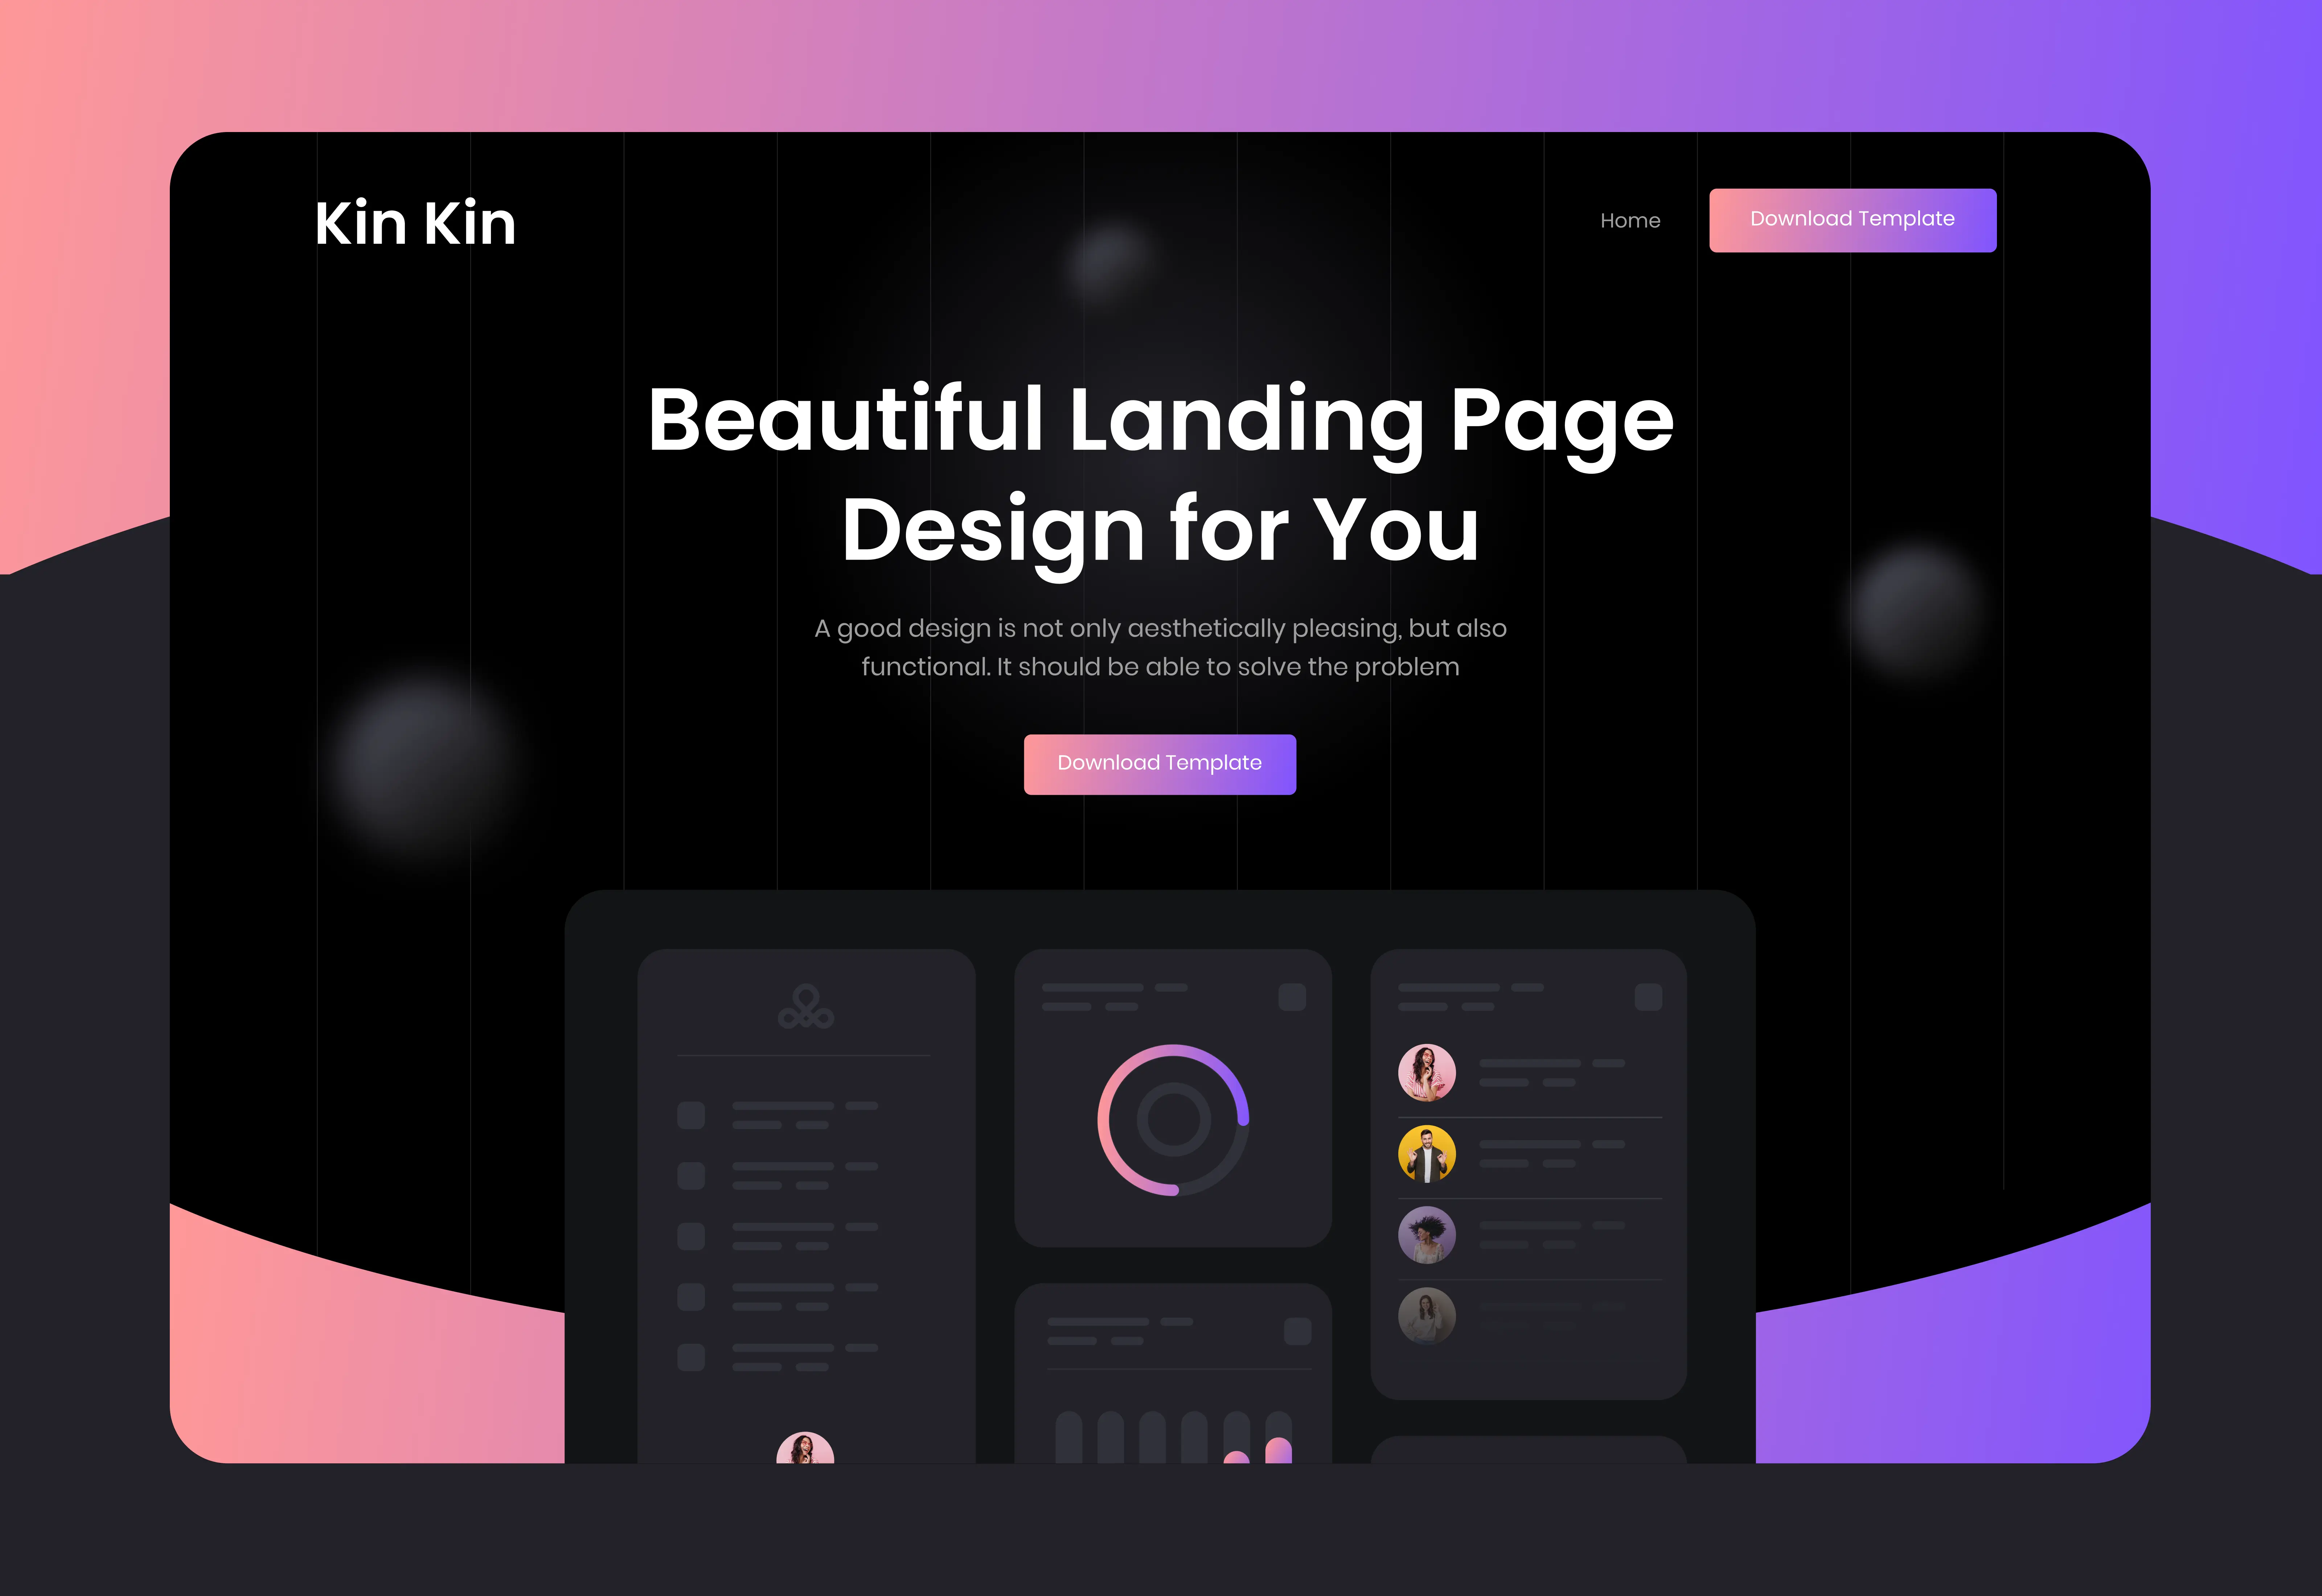 Kin Kin
Home
Download Template
Beautiful Landing Page
Design for You
A good design is not only aesthetically pleasing, but also
functional. It should be able to solve the problem
Download Template